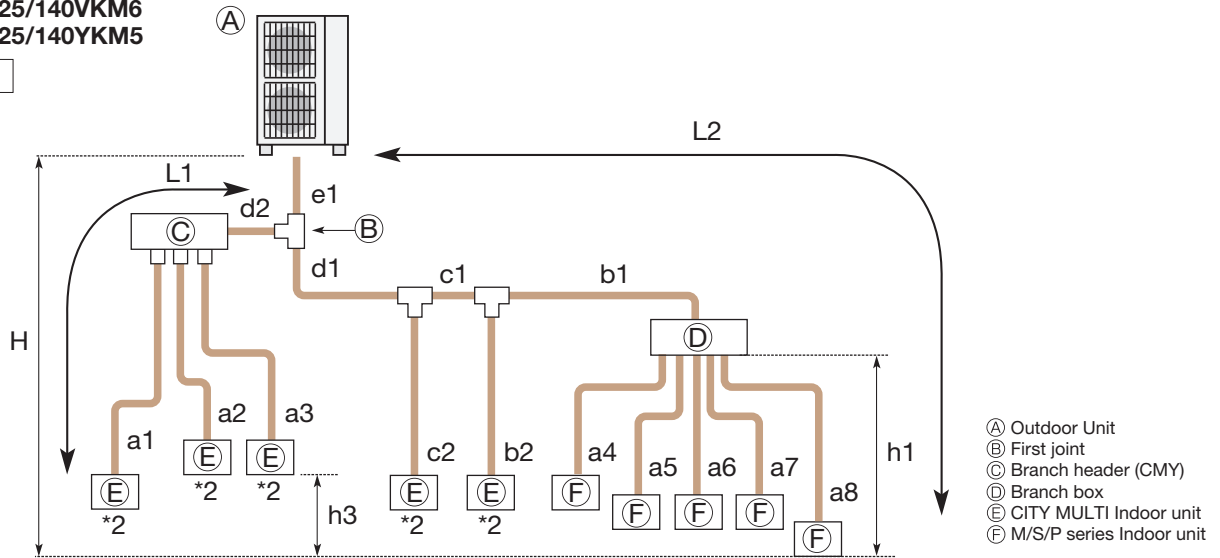 25/140VKM6
25/140YKM5
Ⓐ
L2
L1
e1
d2
Ⓒ
Ⓑ
d1
c1
b1
H
Ⓓ
a1
a2
a3
Ⓔ
*2
Ⓔ
*2
Ⓔ
*2
h3
c2
b2
Ⓔ
*2
Ⓔ
*2
a4
a5
a6
a7
a8
Ⓕ
Ⓕ
Ⓕ
Ⓕ
Ⓕ
h1
Ⓐ Outdoor Unit
Ⓑ First joint
Ⓒ Branch header (CMY)
Ⓓ Branch box
Ⓔ CITY MULTI Indoor unit
Ⓕ M/S/P series Indoor unit